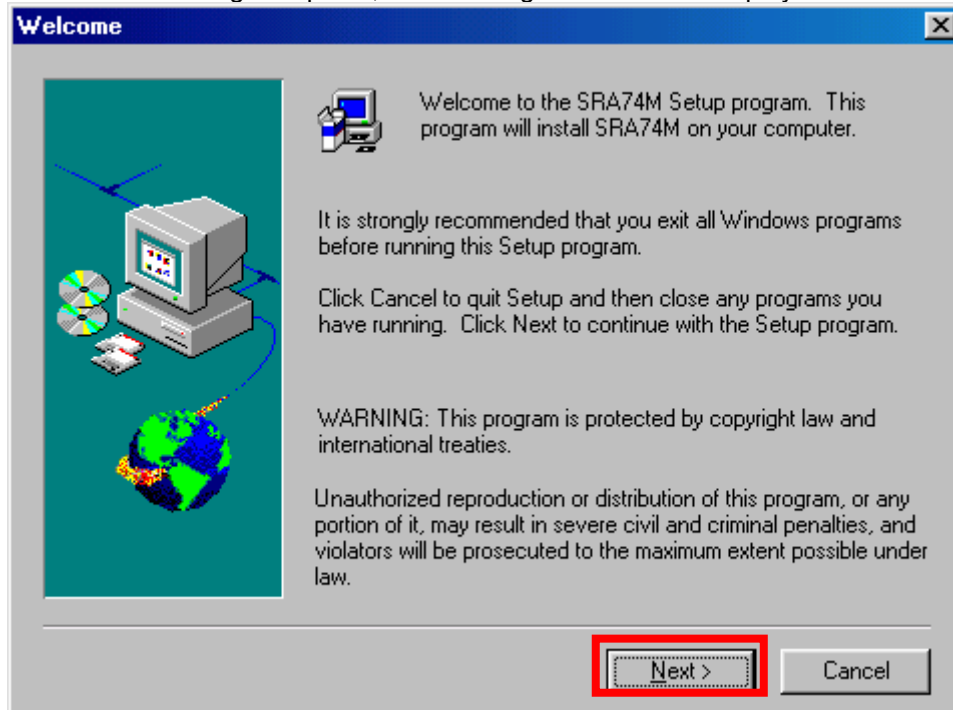 Welcome
Welcome to the SRA74M Setup program. This
program will install SRA74M on your computer.
It is strongly recommended that you exit all Windows programs
before running this Setup program.
Click Cancel to quit Setup and then close any programs you
have running. Click Next to continue with the Setup program.
WARNING: This program is protected by copyright law and
international treaties.
Unauthorized reproduction or distribution of this program, or any
portion of it, may result in severe civil and criminal penalties, and
violators will be prosecuted to the maximum extent possible under
law.
Next >
Cancel